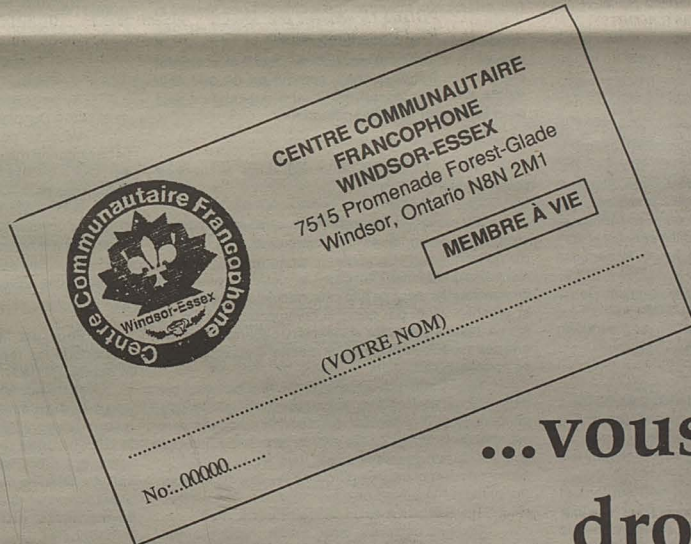 CENTRE COMMUNAUTAIRE
FRANCOPHONE
WINDSOR-ESSEX
7515 Promenade Forest-Glade
Windsor, Ontario N8N 2M1
MEMBRE À VIE
Centre Communautaire Francophone
Windsor-Essex
(VOTRE NOM)
No:..00000.......
...vous
dro